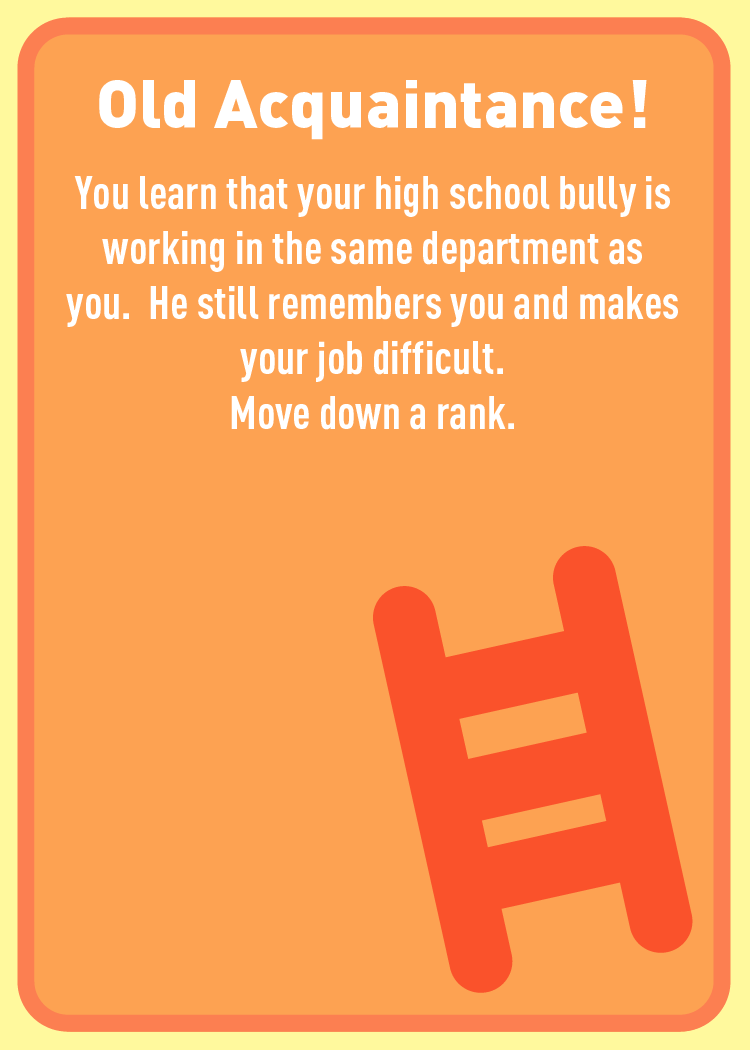 Old Acquaintance!
You learn that your high school bully is
working in the same department as
you.  He still remembers you and makes
your job difficult.
Move down a rank.